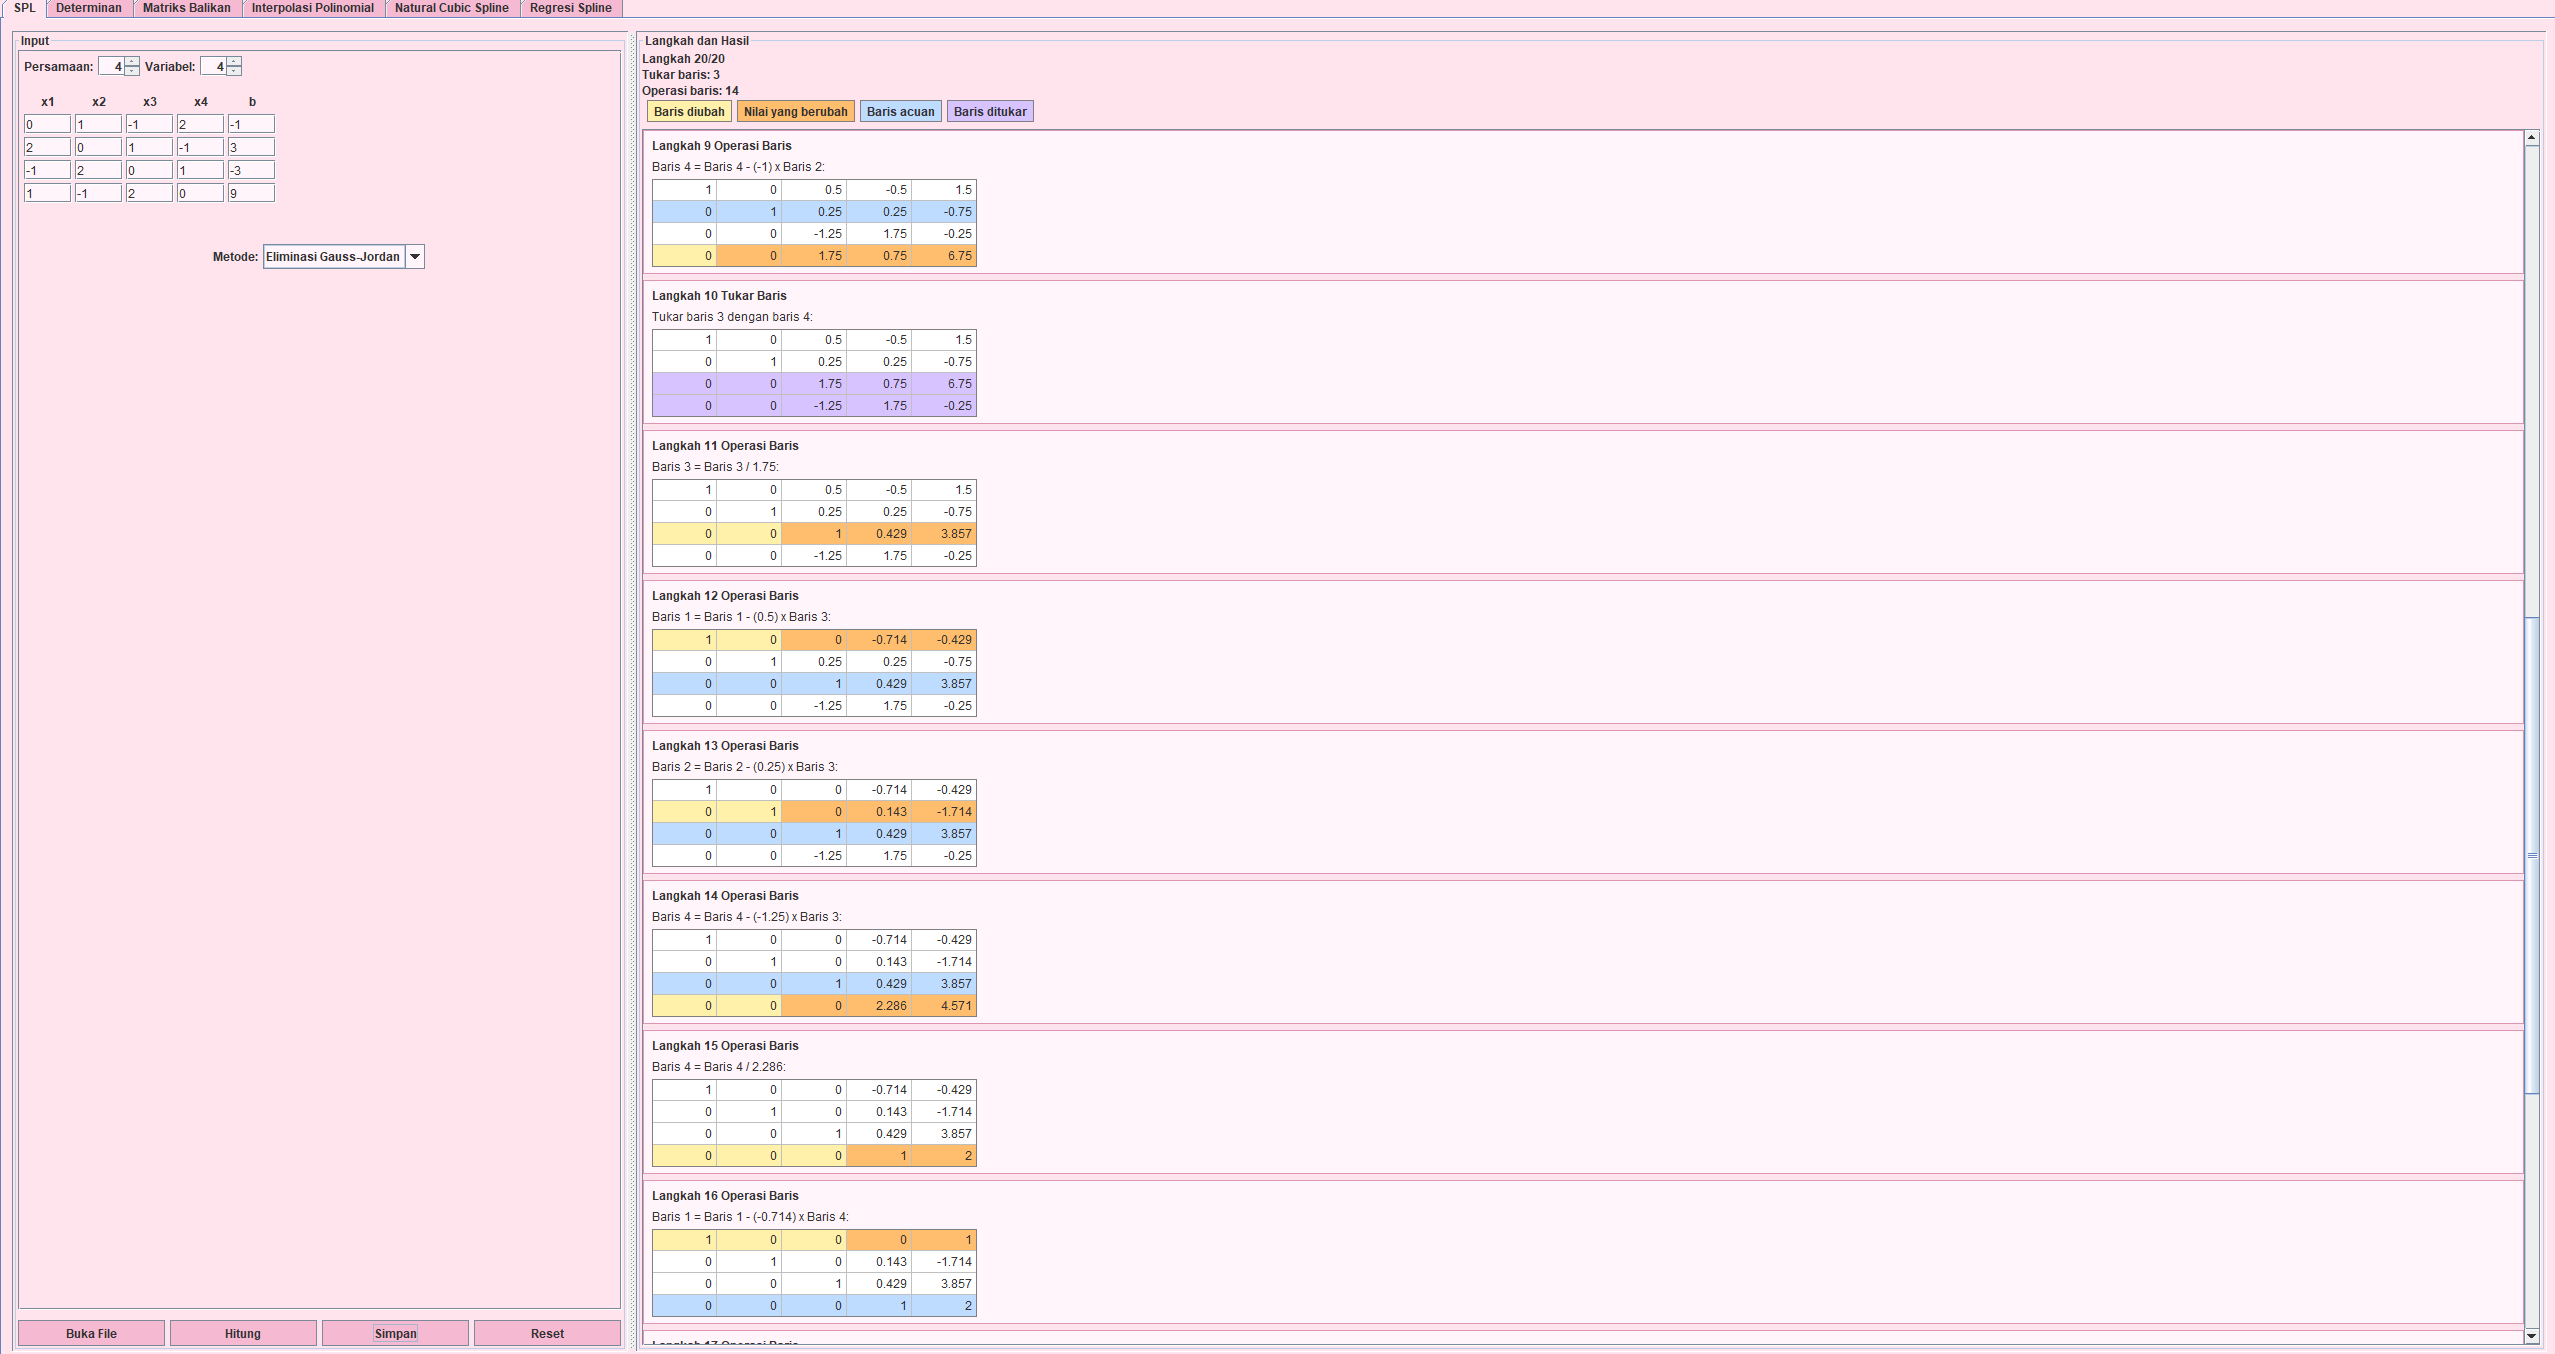 SPL Determinan Matriks Balikan Interpolasi Polinomial Natural Cubic Spline Regresi Spline
Input
Persamaan: 4 Variabel: 4
x1 x2 x3 x4 b
0 1 -1 2 -1
2 0 1 -1 3
-1 2 0 1 -3
1 -1 2 0 9
Metode: Eliminasi Gauss-Jordan
Buka File Hitung Simpan Reset
Langkah dan Hasil
Langkah 20/20
Tukar baris: 3
Operasi baris: 14
Baris diubah Nilai yang berubah Baris acuan Baris ditukar
Langkah 9 Operasi Baris
Baris 4 = Baris 4 - (-1) x Baris 2:
1 0 0.5 -0.5 1.5
0 1 0.25 0.25 -0.75
0 0 -1.25 1.75 -0.25
0 0 1.75 0.75 6.75
Langkah 10 Tukar Baris
Tukar baris 3 dengan baris 4:
1 0 0.5 -0.5 1.5
0 1 0.25 0.25 -0.75
0 0 1.75 0.75 6.75
0 0 -1.25 1.75 -0.25
Langkah 11 Operasi Baris
Baris 3 = Baris 3 / 1.75:
1 0 0.5 -0.5 1.5
0 1 0.25 0.25 -0.75
0 0 1 0.429 3.857
0 0 -1.25 1.75 -0.25
Langkah 12 Operasi Baris
Baris 1 = Baris 1 - (0.5) x Baris 3:
1 0 0 -0.714 -0.429
0 1 0.25 0.25 -0.75
0 0 1 0.429 3.857
0 0 -1.25 1.75 -0.25
Langkah 13 Operasi Baris
Baris 2 = Baris 2 - (0.25) x Baris 3:
1 0 0 -0.714 -0.429
0 1 0 0.143 -1.714
0 0 1 0.429 3.857
0 0 -1.25 1.75 -0.25
Langkah 14 Operasi Baris
Baris 4 = Baris 4 - (-1.25) x Baris 3:
1 0 0 -0.714 -0.429
0 1 0 0.143 -1.714
0 0 1 0.429 3.857
0 0 0 2.286 4.571
Langkah 15 Operasi Baris
Baris 4 = Baris 4 / 2.286:
1 0 0 -0.714 -0.429
0 1 0 0.143 -1.714
0 0 1 0.429 3.857
0 0 0 1 2
Langkah 16 Operasi Baris
Baris 1 = Baris 1 - (-0.714) x Baris 4:
1 0 0 0 1
0 1 0 0.143 -1.714
0 0 1 0.429 3.857
0 0 0 1 2
Langkah 17 Operasi Baris